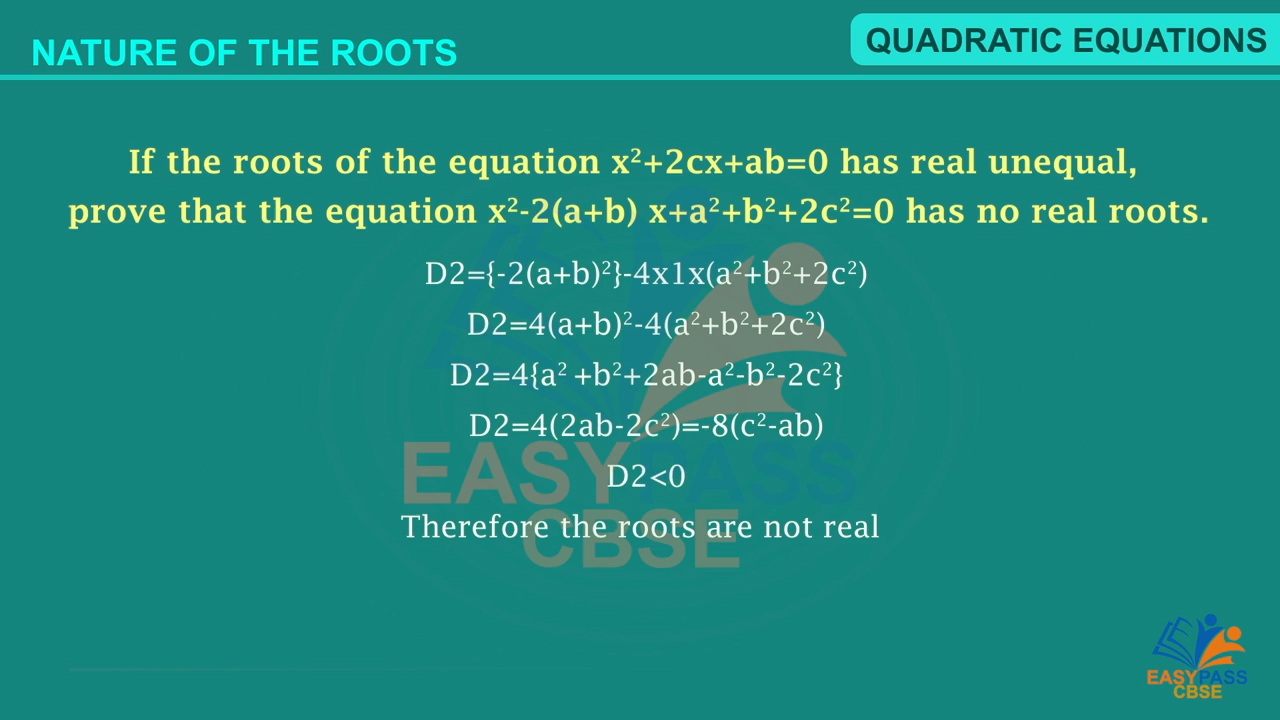 NATURE OF THE ROOTS
QUADRATIC EQUATIONS
If the roots of the equation x²+2cx+ab=0 has real unequal,
prove that the equation x²-2(a+b) x+a²+b²+2c²=0 has no real roots.
D2={-2(a+b)²}-4x1x(a²+b²+2c²)
D2=4(a+b)²-4(a²+b²+2c²)
D2=4{a² +b²+2ab-a²-b²-2c²}
D2=4(2ab-2c²)=-8(c²-ab)
D2<0
Therefore the roots are not real
EASYPASS
CBSE
EASYPASS
CBSE